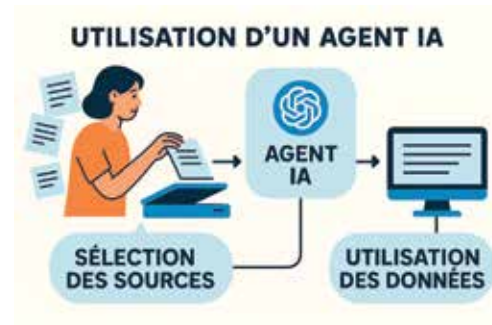 UTILISATION D'UN AGENT IA
AGENT
IA
SÉLECTION
DES SOURCES
UTILISATION
DES DONNÉES